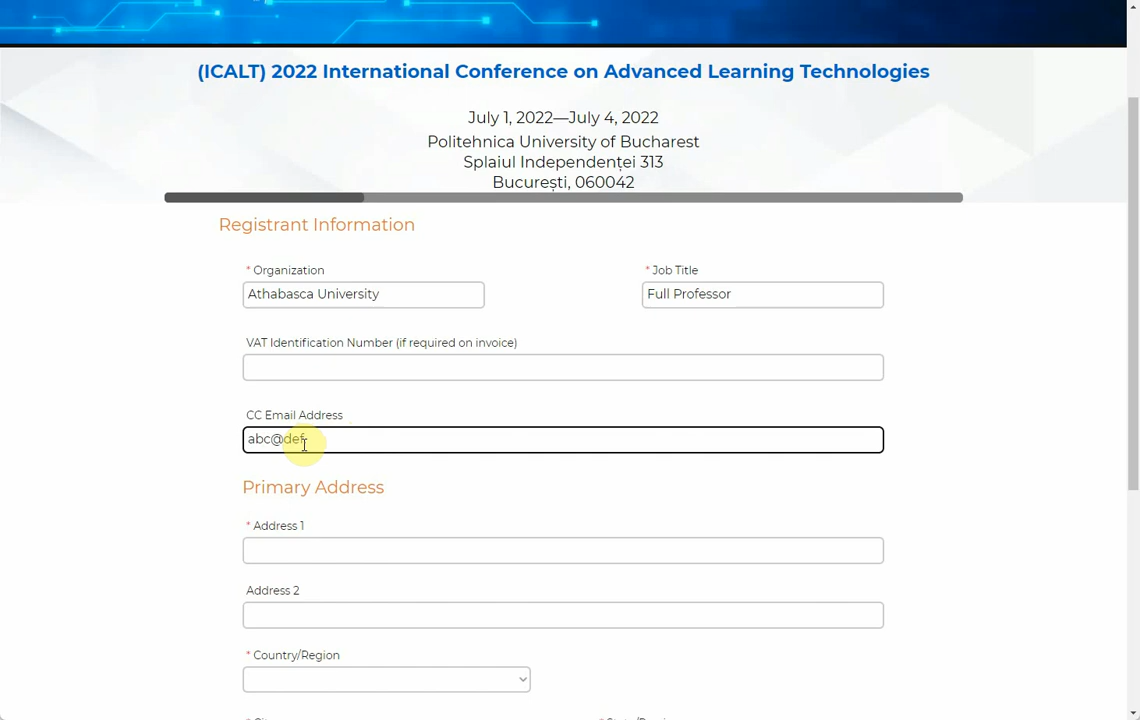 (ICALT) 2022 International Conference on Advanced Learning Technologies
July 1, 2022—July 4, 2022
Politehnica University of Bucharest
Splaiul Independenței 313
București, 060042
Registrant Information
* Organization
* Job Title
Athabasca University
Full Professor
VAT Identification Number (if required on invoice)
CC Email Address
abc@def
Primary Address
* Address 1
Address 2
* Country/Region